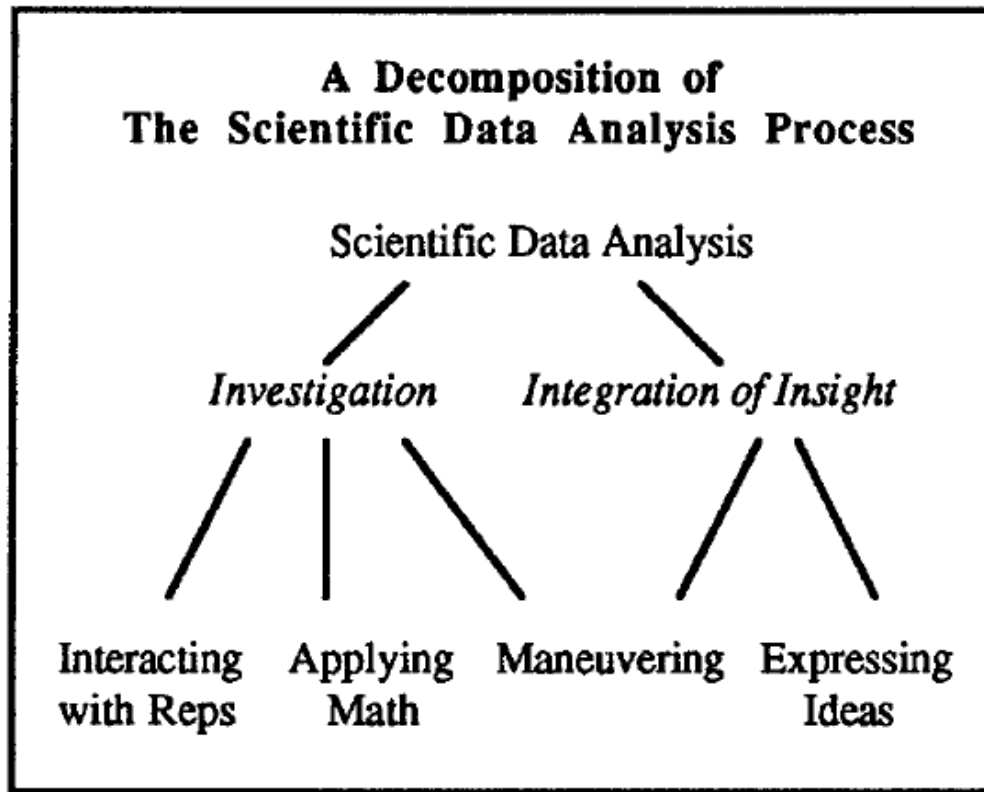 A Decomposition of
The Scientific Data Analysis Process
Scientific Data Analysis
Investigation
Integration of Insight
Interacting
with Reps
Applying
Math
Maneuvering
Expressing
Ideas